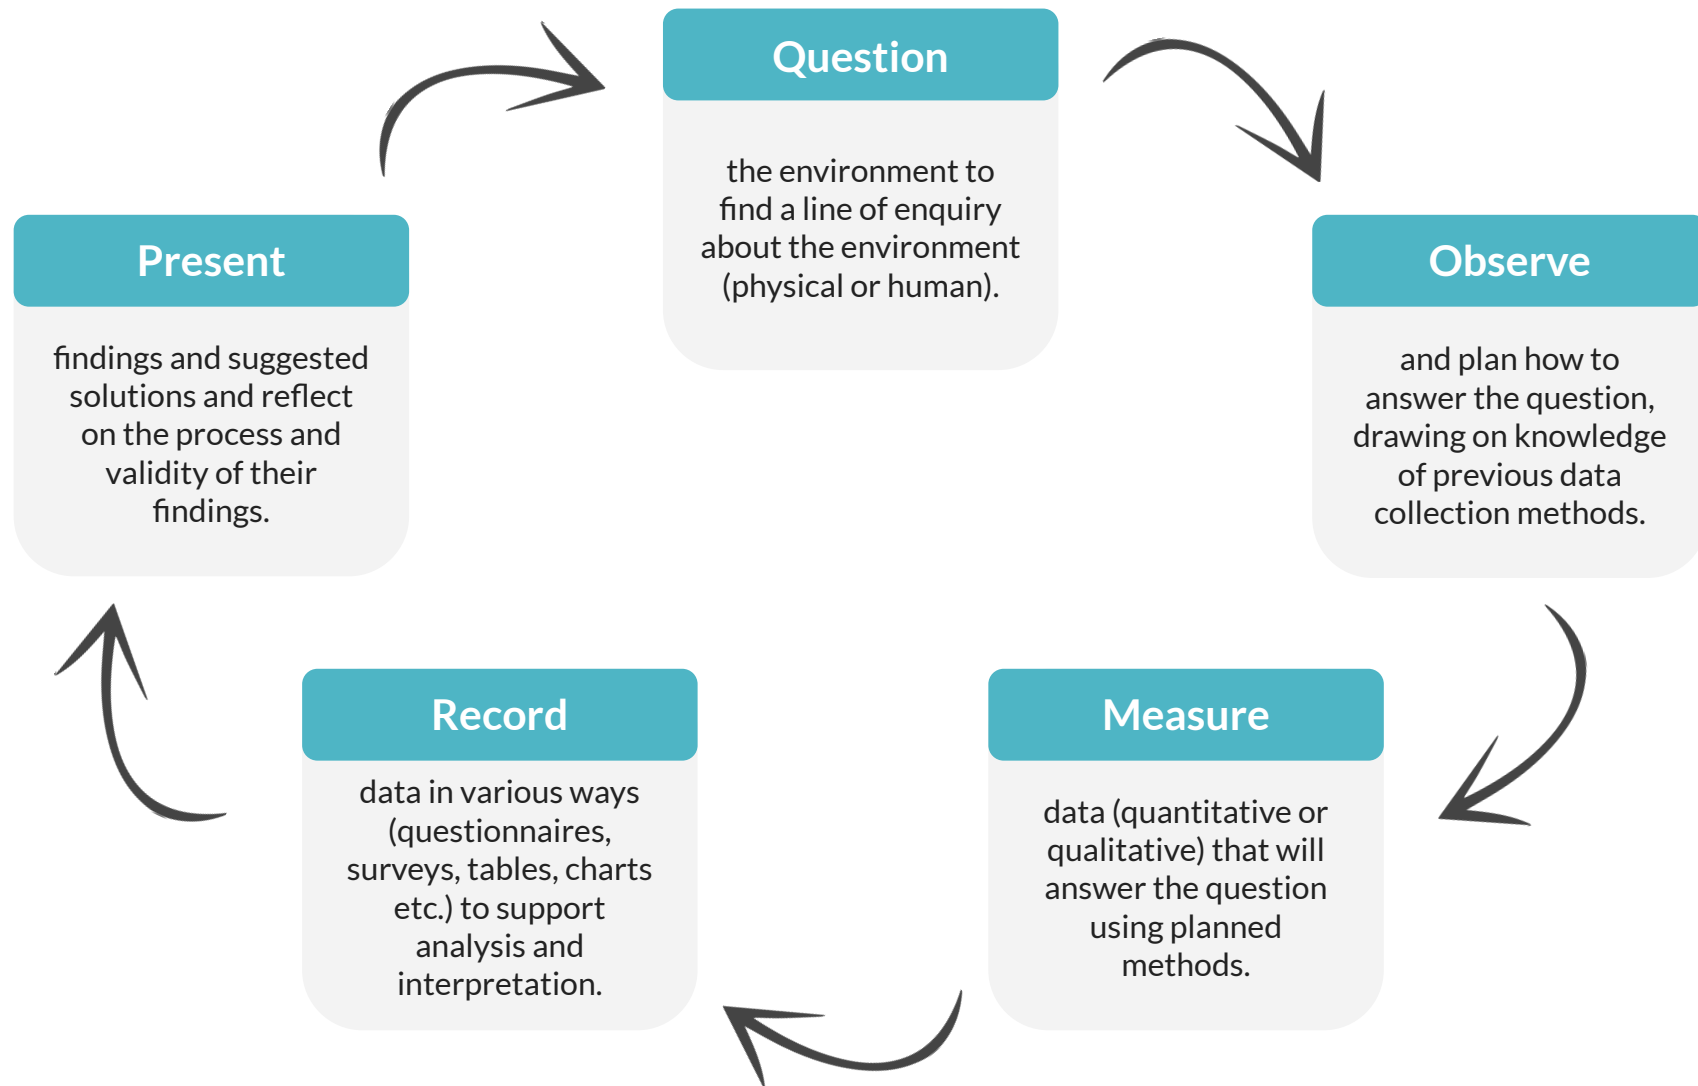 Question
the environment to
find a line of enquiry
about the environment
(physical or human).
Observe
and plan how to
answer the question,
drawing on knowledge
of previous data
collection methods.
Measure
data (quantitative or
qualitative) that will
answer the question
using planned
methods.
Record
data in various ways
(questionnaires,
surveys, tables, charts
etc.) to support
analysis and
interpretation.
Present
findings and suggested
solutions and reflect
on the process and
validity of their
findings.